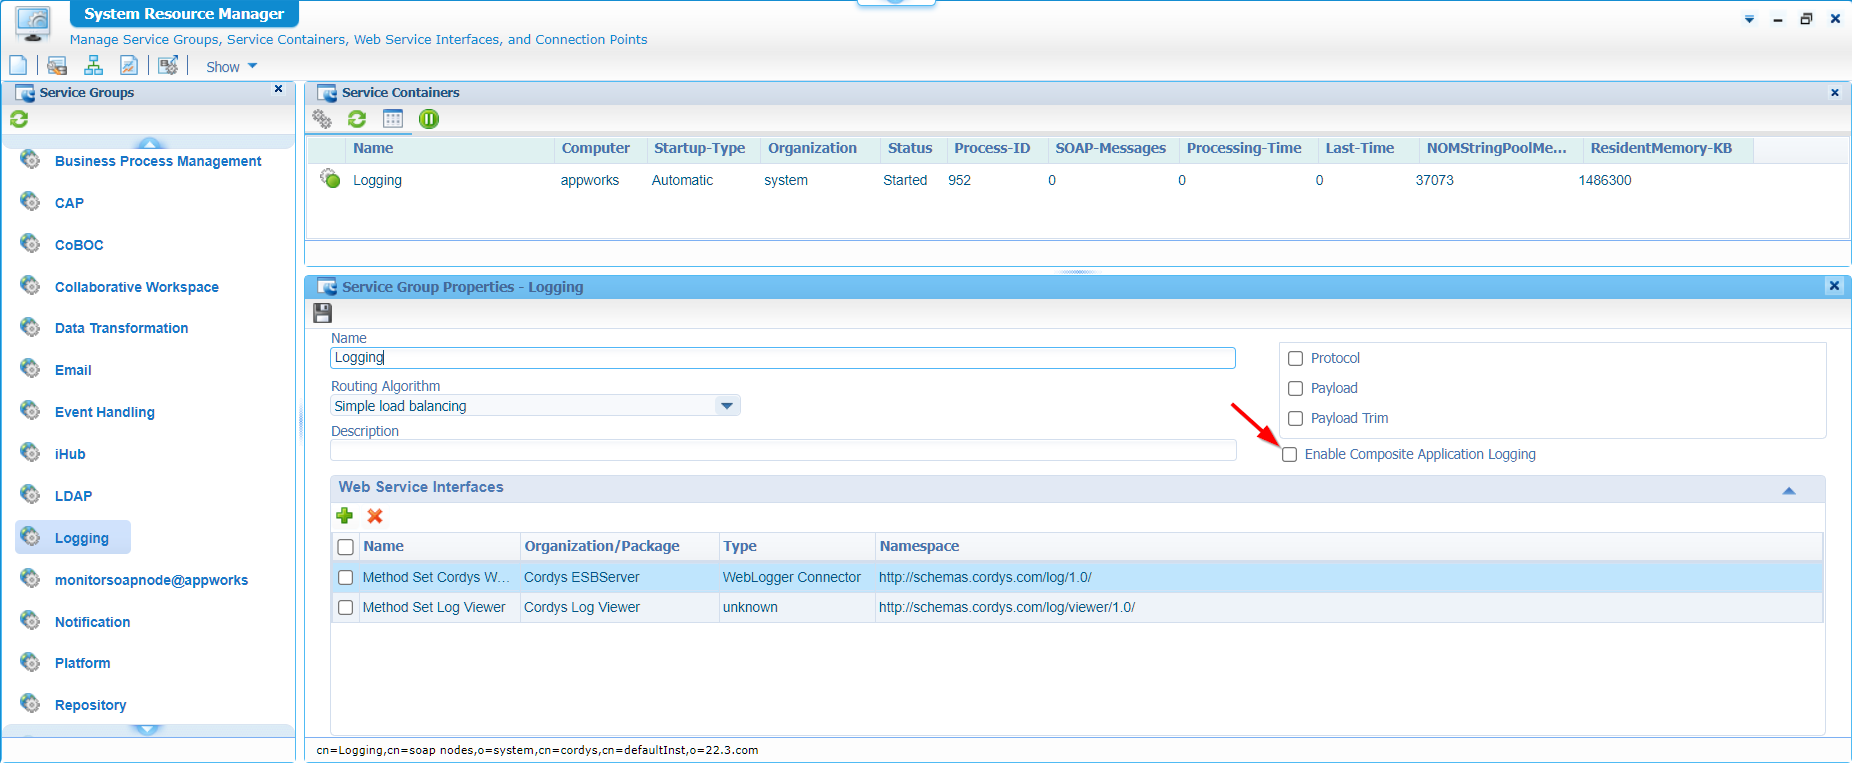 System Resource Manager
Manage Service Groups, Service Containers, Web Service Interfaces, and Connection Points
Show
Service Groups
Business Process Management
CAP
CoBOC
Collaborative Workspace
Data Transformation
Email
Event Handling
iHub
LDAP
Logging
monitorsoapnode@appworks
Notification
Platform
Repository
Service Containers
Name Computer Startup-Type Organization Status Process-ID SOAP-Messages Processing-Time Last-Time NOMStringPoolMe... ResidentMemory-KB
Logging appworks Automatic system Started 952 0 0 0 37073 1486300
Service Group Properties - Logging
Name
Logging
Routing Algorithm
Simple load balancing
Description
Protocol
Payload
Payload Trim
Enable Composite Application Logging
Web Service Interfaces
Name Organization/Package Type Namespace
Method Set Cordys W... Cordys ESBServer WebLogger Connector http://schemas.cordys.com/log/1.0/
Method Set Log Viewer Cordys Log Viewer unknown http://schemas.cordys.com/log/viewer/1.0/
cn=Logging,cn=soap nodes,o=system,cn=cordys,cn=defaultInst,o=22.3.com